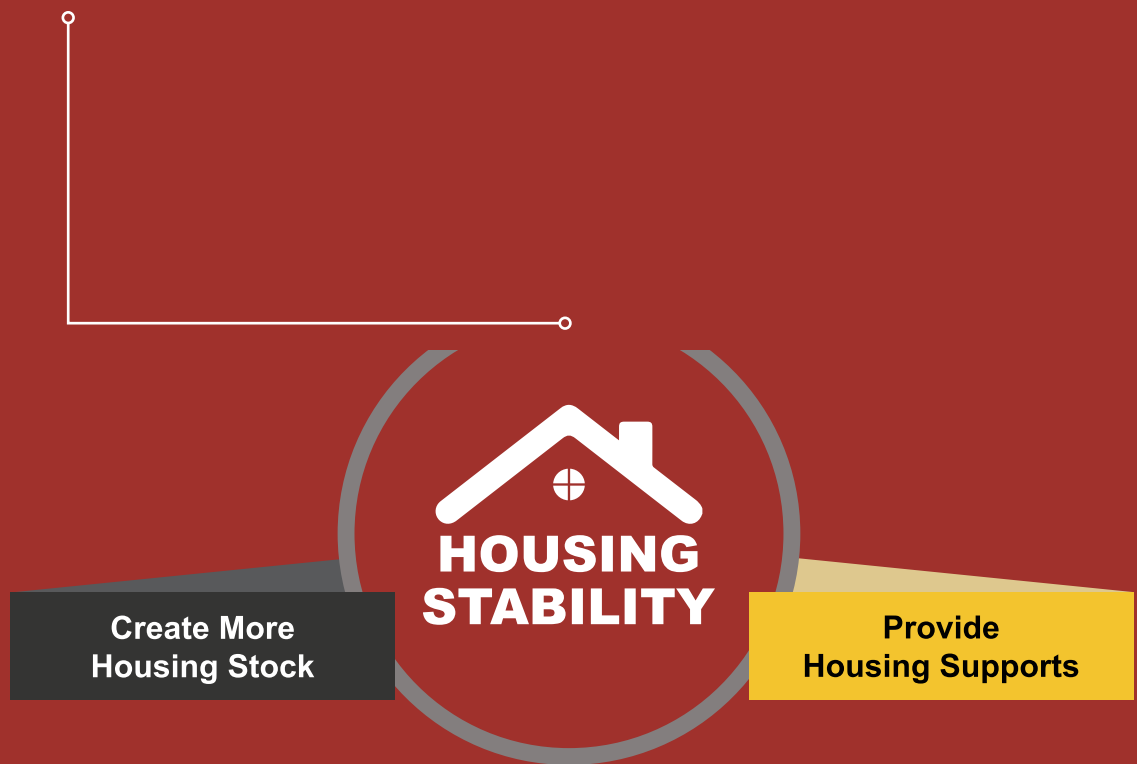 HOUSING
STABILITY
Create More
Housing Stock
Provide
Housing Supports